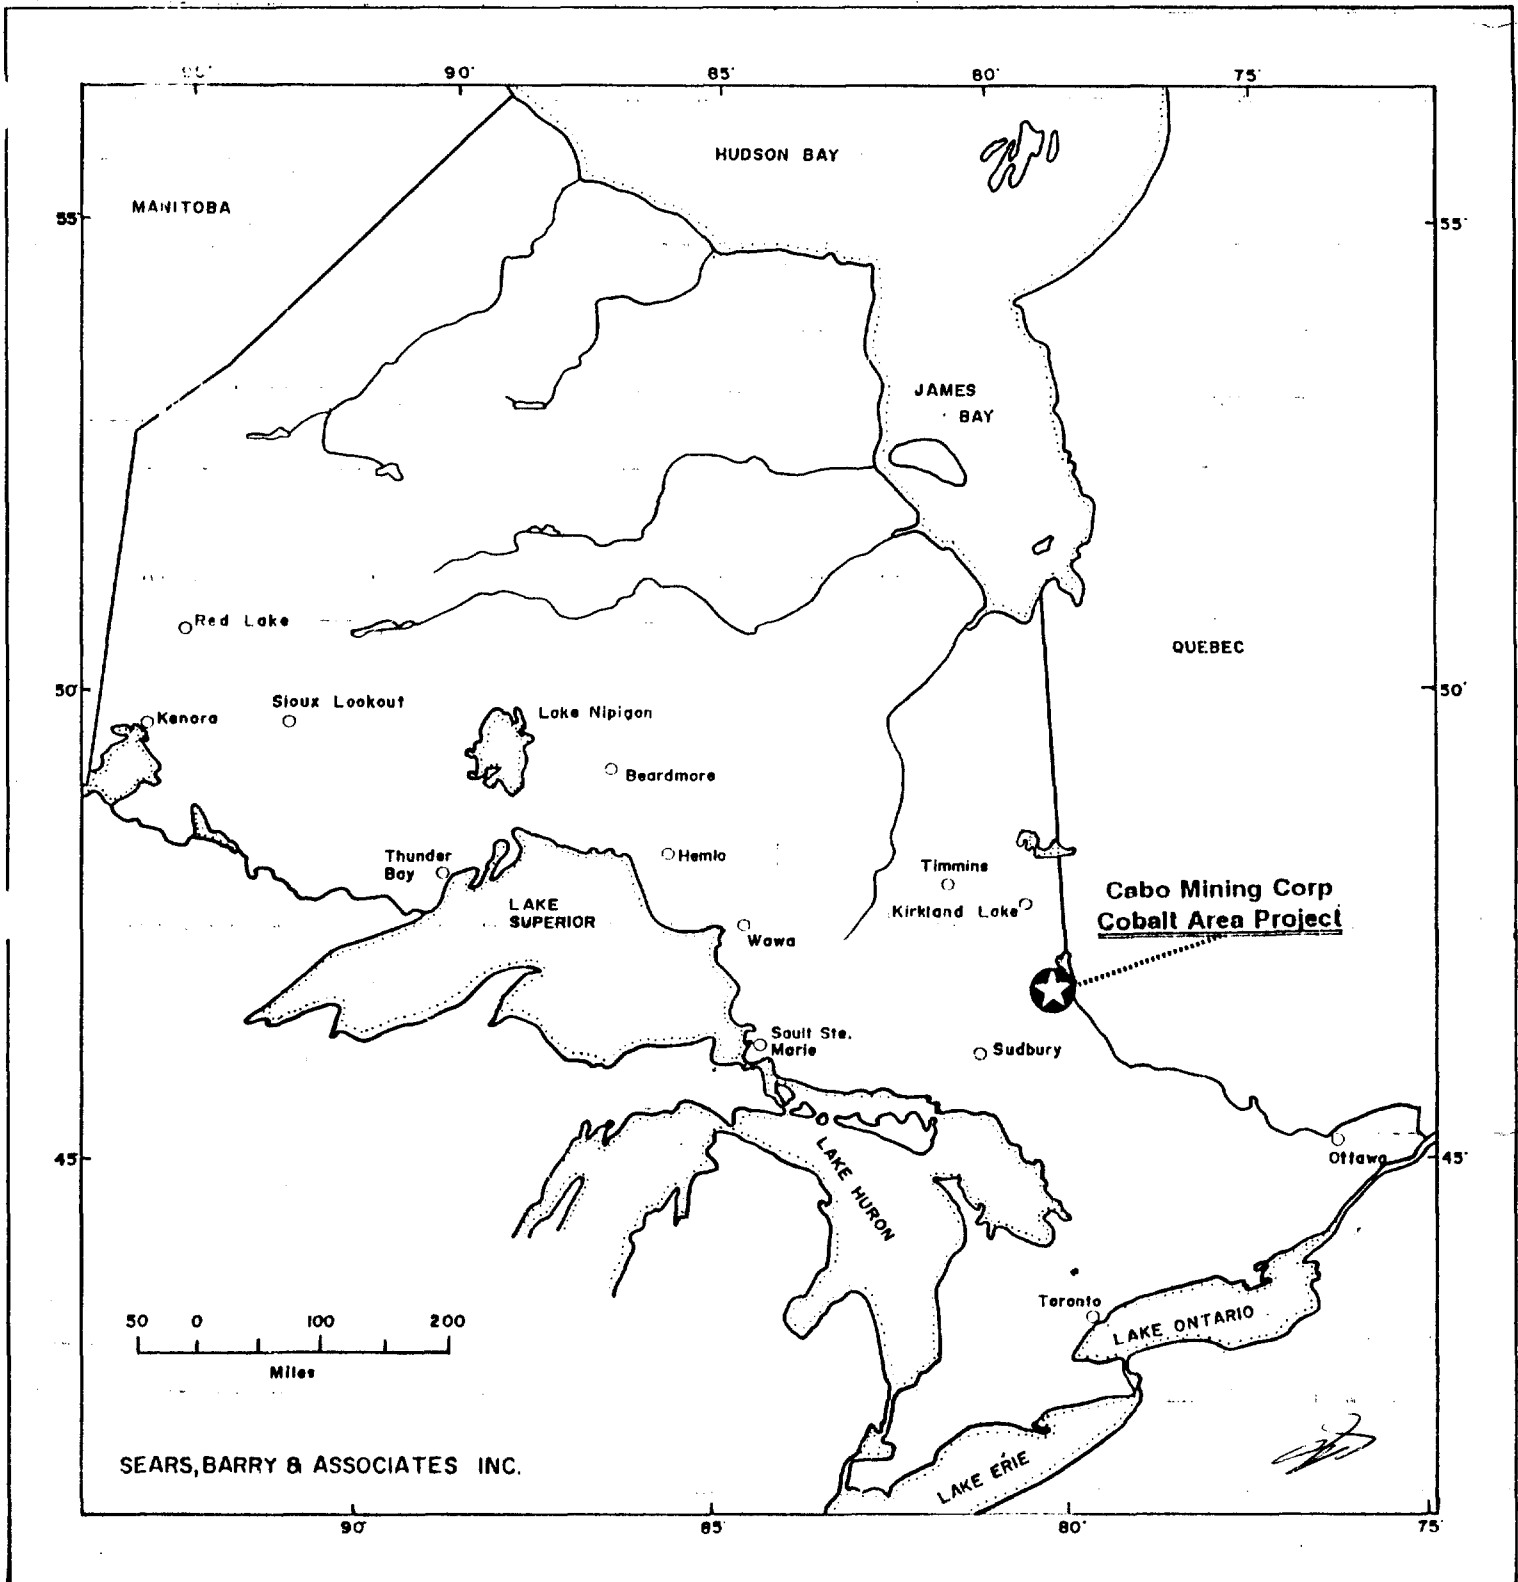 90° 85° 80° 75°
HUDSON BAY
MANITOBA
55° 55°
JAMES
BAY
Red Lake
QUEBEC
50° 50°
Sioux Lookout
Kenora
Lake Nipigon
Beardmore
Thunder
Bay
Hemlo
Timmins
Kirkland Lake
Cabo Mining Corp
Cobalt Area Project
LAKE
SUPERIOR
Wawa
Sault Ste.
Marie
Sudbury
Ottawa
45° 45°
LAKE HURON
Toronto
LAKE ONTARIO
50 0 100 200
Miles
LAKE ERIE
SEARS, BARRY & ASSOCIATES INC.
90° 85° 80° 75°